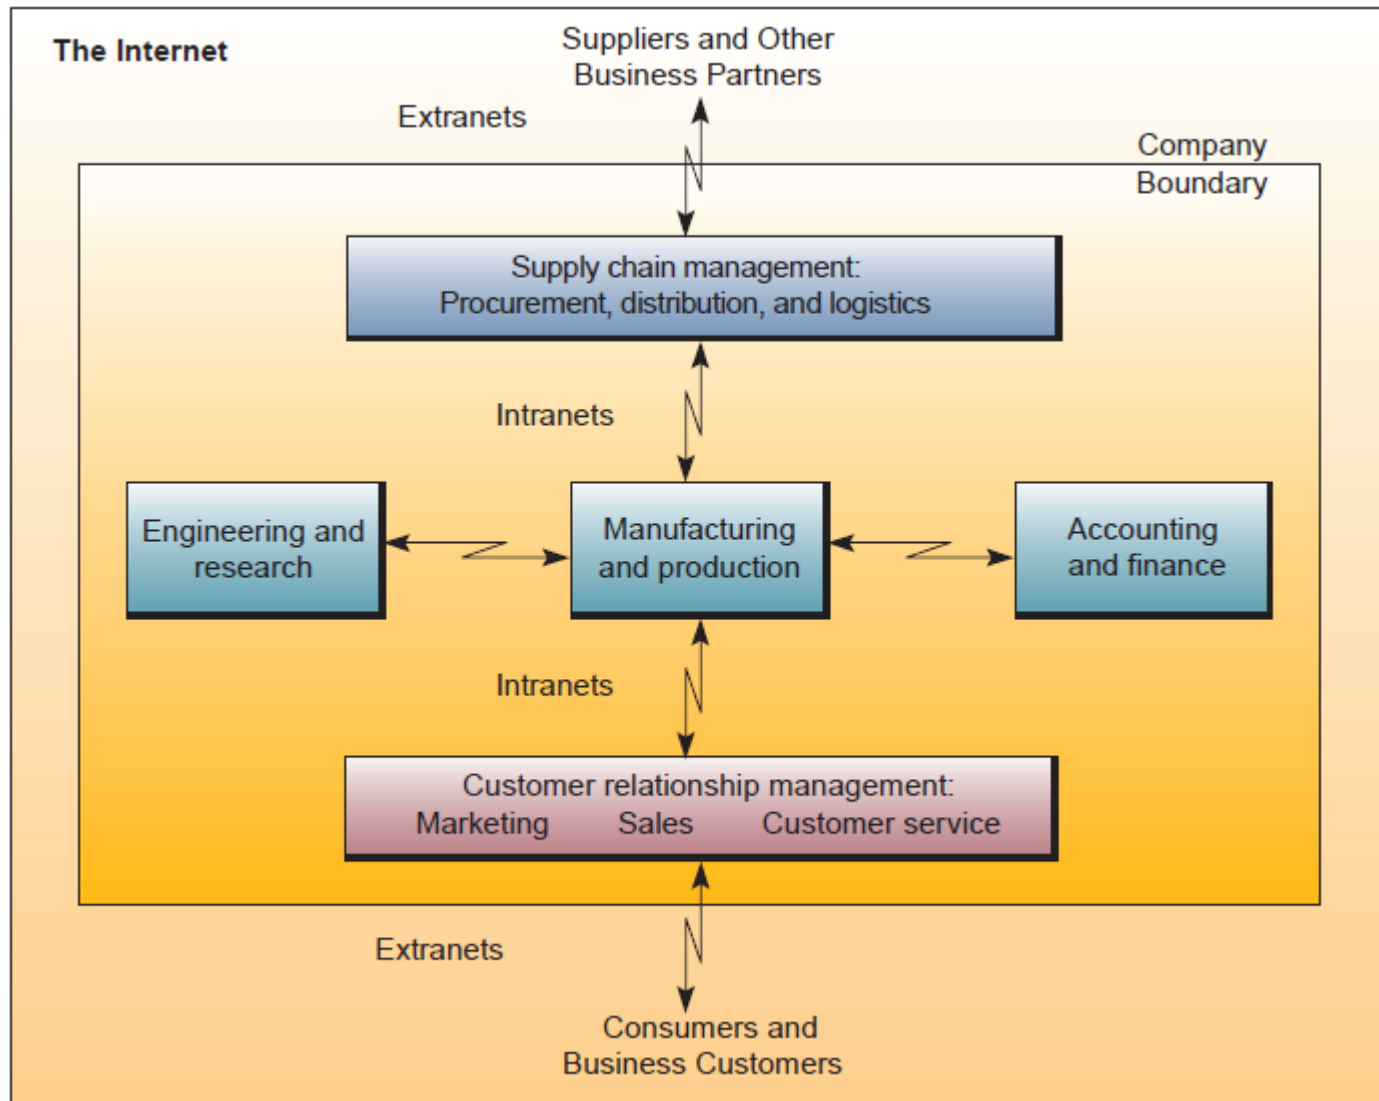 The Internet
Suppliers and Other
Business Partners
Extranets
Company
Boundary
Supply chain management:
Procurement, distribution, and logistics
Intranets
Engineering and
research
Manufacturing
and production
Accounting
and finance
Intranets
Customer relationship management:
Marketing Sales Customer service
Extranets
Consumers and
Business Customers